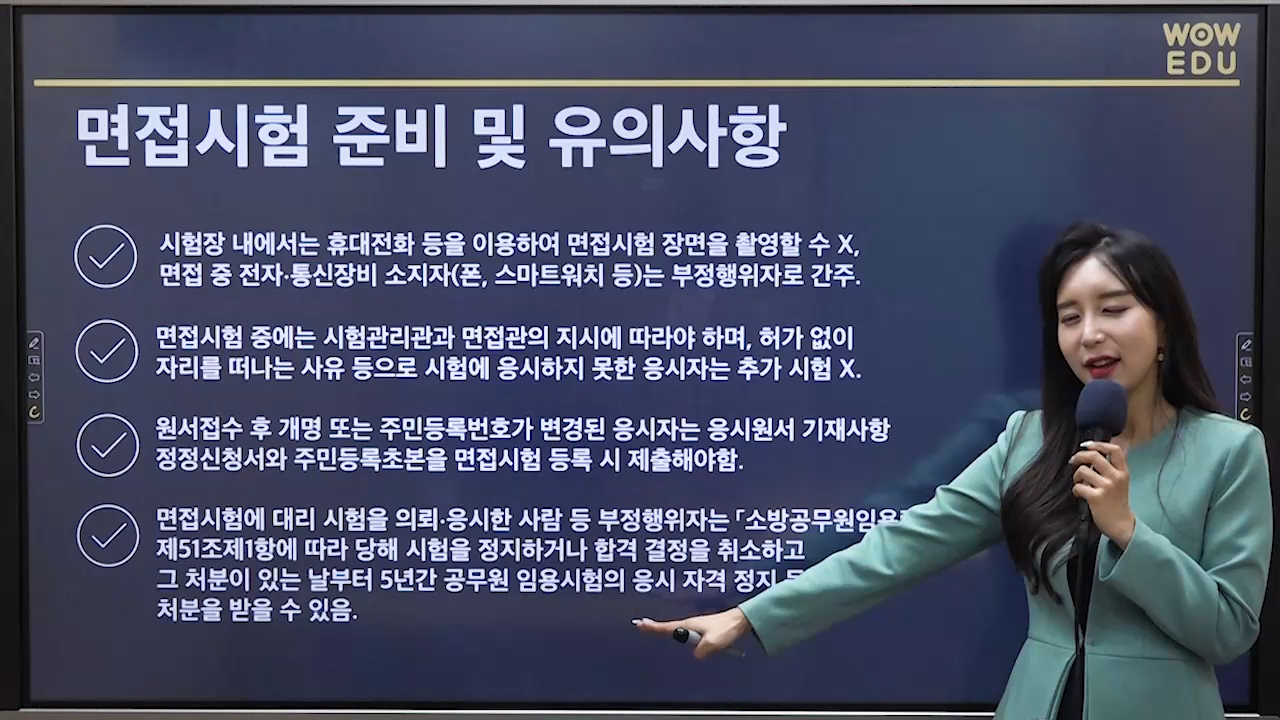 WOW
EDU
면접시험 준비 및 유의사항
시험장 내에서는 휴대전화 등을 이용하여 면접시험 장면을 촬영할 수 X,
면접 중 전자·통신장비 소지자(폰, 스마트워치 등)는 부정행위자로 간주.
면접시험 중에는 시험관리관과 면접관의 지시에 따라야 하며, 허가 없이
자리를 떠나는 사유 등으로 시험에 응시하지 못한 응시자는 추가 시험 X.
원서접수 후 개명 또는 주민등록번호가 변경된 응시자는 응시원서 기재사항
정정신청서와 주민등록초본을 면접시험 등록 시 제출해야함.
면접시험에 대리 시험을 의뢰·응시한 사람 등 부정행위자는 「소방공무원임용
제51조제1항에 따라 당해 시험을 정지하거나 합격 결정을 취소하고
그 처분이 있는 날부터 5년간 공무원 임용시험의 응시 자격 정지
처분을 받을 수 있음.